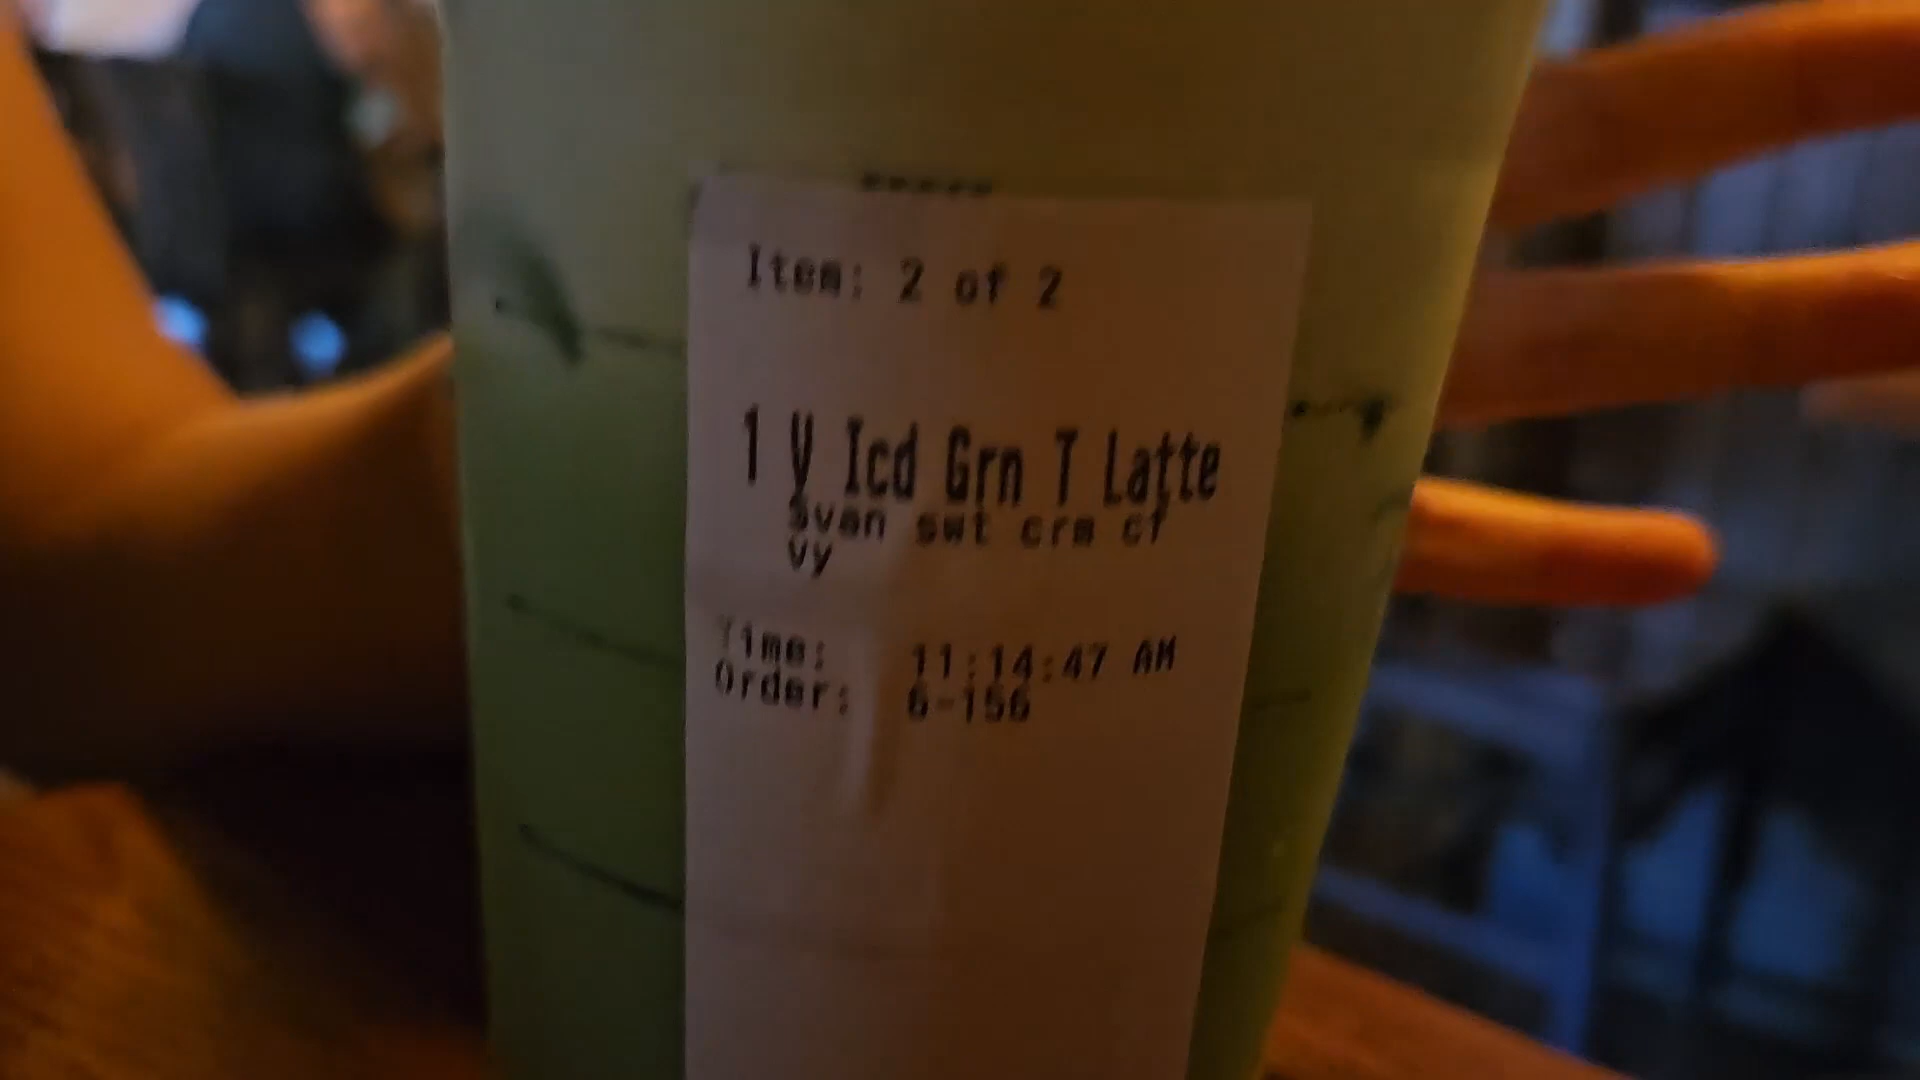 Item: 2 of 2
1 V Icd Grn T Latte
Svan swt crm cf
Vy
Time: 11:14:47 AM
Order: 6-156